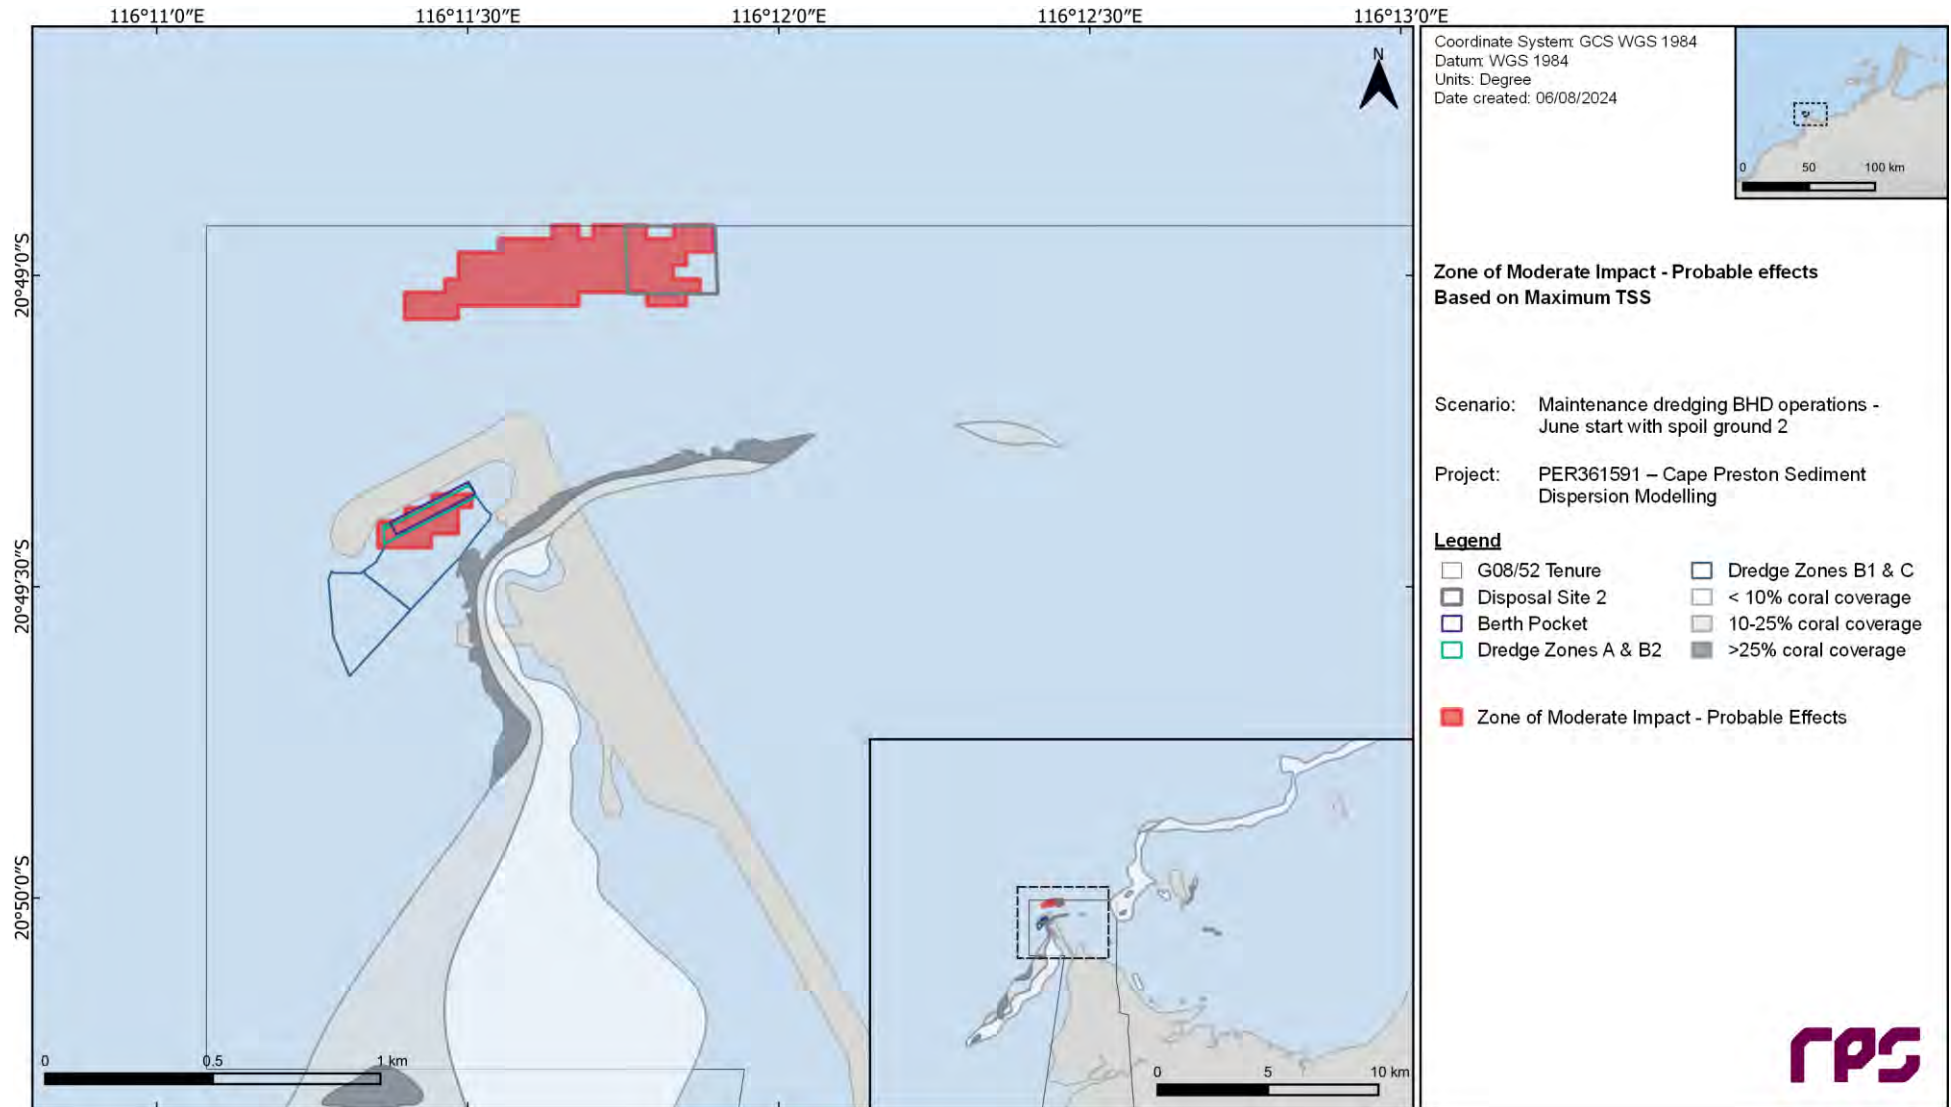 116°11′0″E
116°11′30″E
116°12′0″E
116°12′30″E
116°13′0″E
20°49′0″S
20°49′30″S
20°50′0″S
N
0 0.5 1 km
0 5 10 km
Coordinate System: GCS WGS 1984
Datum: WGS 1984
Units: Degree
Date created: 06/08/2024
0 50 100 km
Zone of Moderate Impact - Probable effects
Based on Maximum TSS
Scenario: Maintenance dredging BHD operations -
June start with spoil ground 2
Project: PER361591 – Cape Preston Sediment
Dispersion Modelling
Legend
G08/52 Tenure
Disposal Site 2
Berth Pocket
Dredge Zones A & B2
Dredge Zones B1 & C
< 10% coral coverage
10-25% coral coverage
>25% coral coverage
Zone of Moderate Impact - Probable Effects
rps